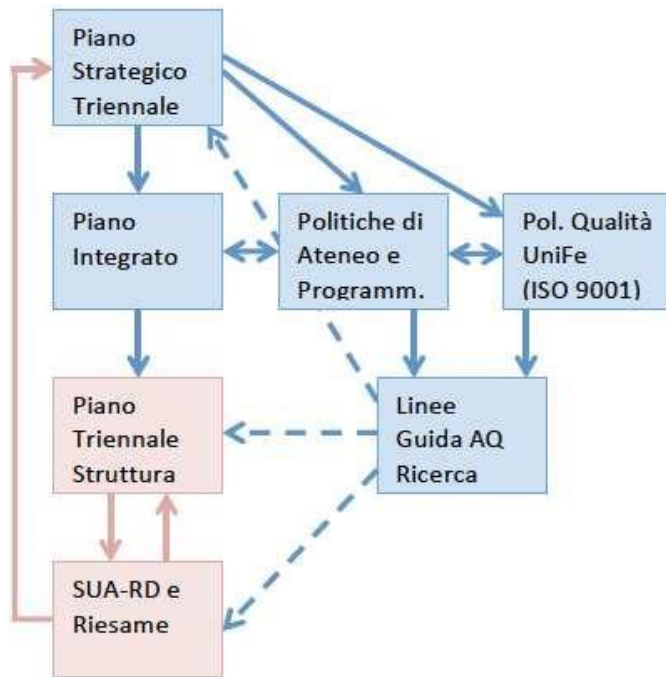 Piano
Strategico
Triennale
Piano
Integrato
Politiche di
Ateneo e
Programm.
Pol. Qualità
UniFe
(ISO 9001)
Piano
Triennale
Struttura
Linee
Guida AQ
Ricerca
SUA-RD e
Riesame